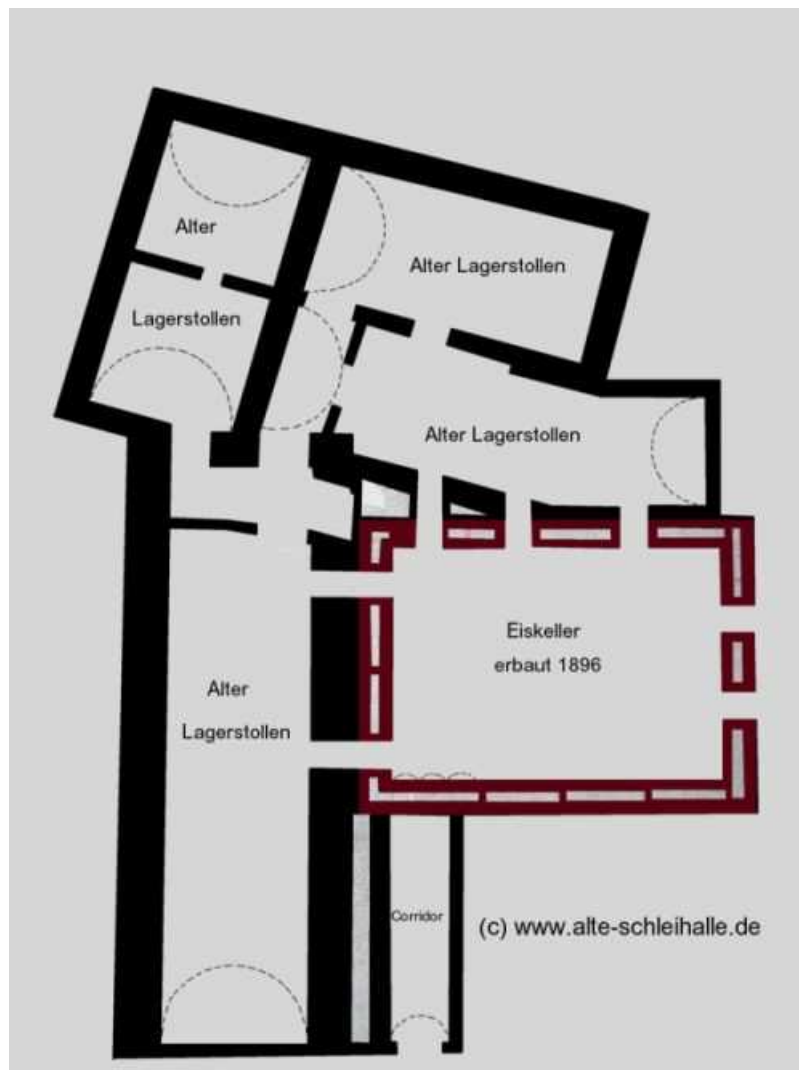 Alter
Lagerstollen
Alter Lagerstollen
Alter Lagerstollen
Eiskeller
erbaut 1896
Alter
Lagerstollen
Corridor
(c) www.alte-schleihalle.de